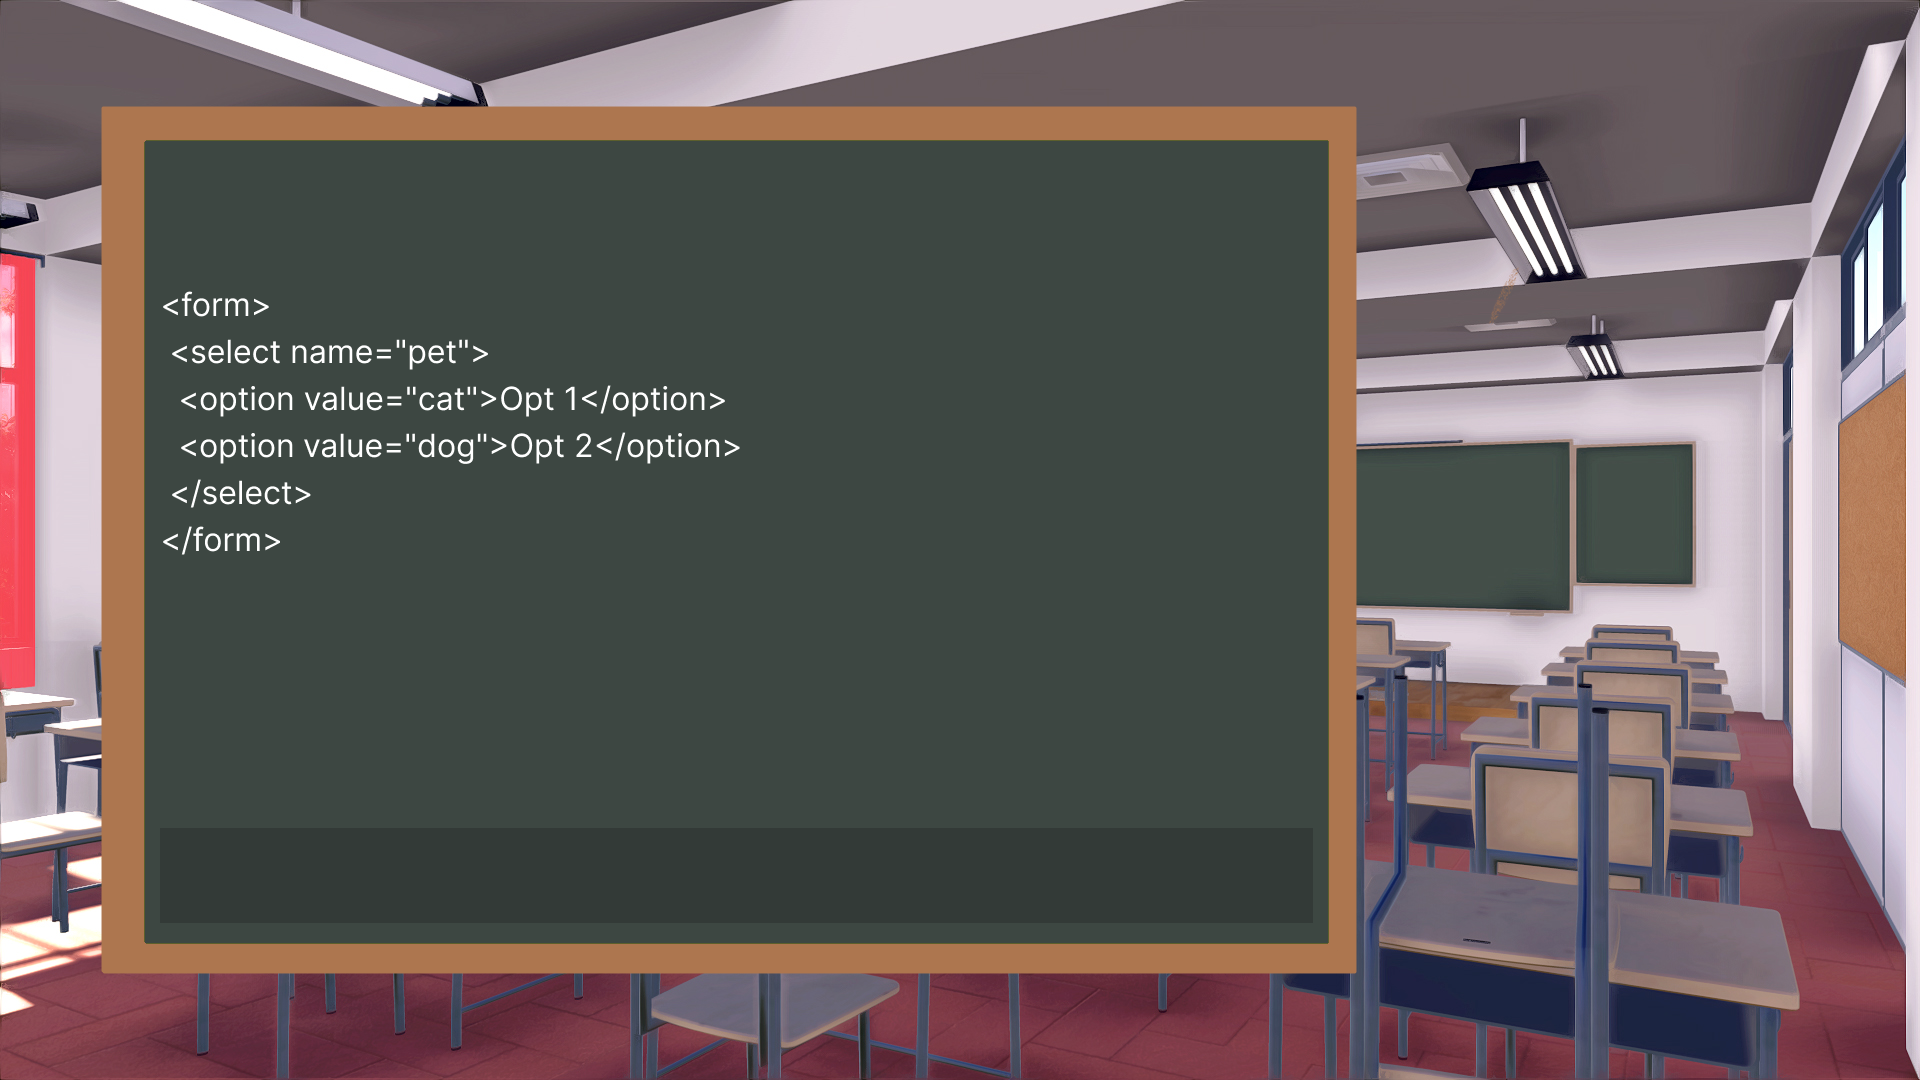 <form>
<select name="pet">
<option value="cat">Opt 1</option>
<option value="dog">Opt 2</option>
</select>
</form>